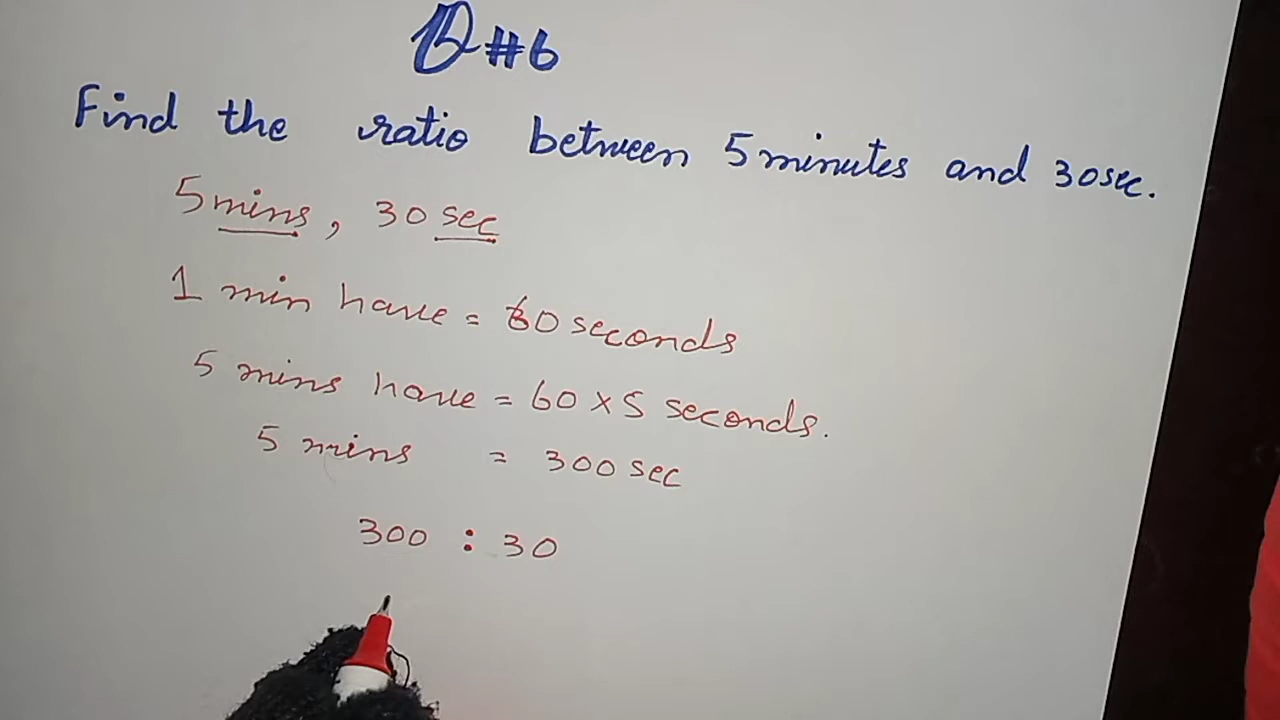 Q#6
Find the ratio between 5 minutes and 30 sec.
5 mins, 30 sec
1 min have = 60 seconds
5 mins have = 60 x 5 seconds.
5 mins = 300 sec
300 : 30